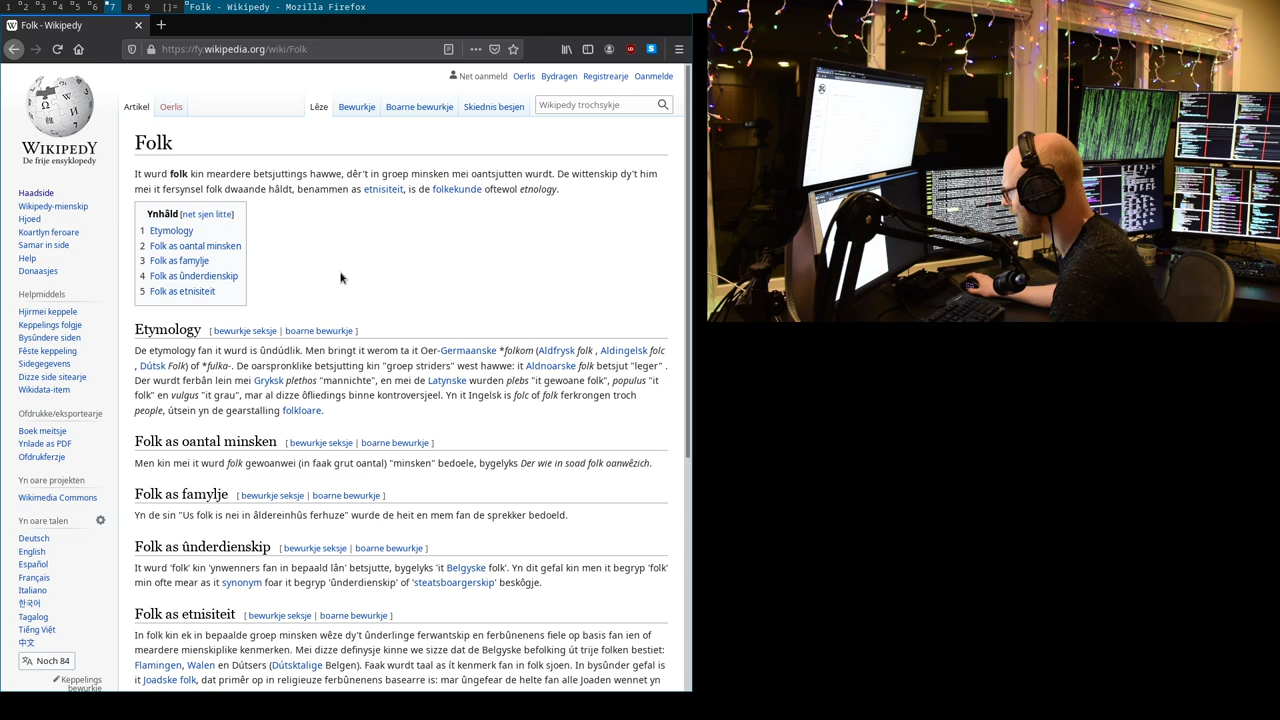 1 2 3 4 5 6 7 8 9 []= Folk - Wikipedy - Mozilla Firefox
Folk - Wikipedy
https://fy.wikipedia.org/wiki/Folk
Net oanmeld Oerlis Bydragen Registrearje Oanmelde
Artikel Oerlis Lêze Bewurkje Boarne bewurkje Skiednis besjen Wikipedy trochsykje
WIKIPEDY
De frije ensyklopedy
Haadside
Wikipedy-mienskip
Hjoed
Koartlyn feroare
Samar in side
Help
Donaasjes
Helpmiddels
Hjirmei keppele
Keppelings folgje
Bysûndere siden
Fêste keppeling
Sidegegevens
Dizze side sitearje
Wikidata-item
Ofdrukke/eksportearje
Boek meitsje
Ynlade as PDF
Ofdrukferzje
Yn oare projekten
Wikimedia Commons
Yn oare talen
Deutsch
English
Español
Français
Italiano
한국어
Tagalog
Tiếng Việt
中文
Noch 84
Keppelings
bewurkje
Folk
It wurd folk kin meardere betsjuttings hawwe, dêr't in groep minsken mei oantsjutten wurdt. De wittenskip dy't him
mei it fersynsel folk dwaande hâldt, benammen as etnisiteit, is de folkekunde oftewol etnology.
Ynhâld [net sjen litte]
1 Etymology
2 Folk as oantal minsken
3 Folk as famylje
4 Folk as ûnderdienskip
5 Folk as etnisiteit
Etymology [ bewurkje seksje | boarne bewurkje ]
De etymology fan it wurd is ûndúdlik. Men bringt it werom ta it Oer-Germaanske *folkom (Aldfrysk folk , Aldingelsk folc
, Dútsk Folk) of *fulka-. De oarspronklike betsjutting kin "groep striders" west hawwe: it Aldnoarske folk betsjut "leger" .
Der wurdt ferbân lein mei Gryksk plethos "mannichte", en mei de Latynske wurden plebs "it gewoane folk", populus "it
folk" en vulgus "it grau", mar al dizze ôfliedings binne kontroversjeel. Yn it Ingelsk is folc of folk ferkrongen troch
people, útsein yn de gearstalling folkloare.
Folk as oantal minsken [ bewurkje seksje | boarne bewurkje ]
Men kin mei it wurd folk gewoanwei (in faak grut oantal) "minsken" bedoele, bygelyks Der wie in soad folk oanwêzich.
Folk as famylje [ bewurkje seksje | boarne bewurkje ]
Yn de sin "Us folk is nei in âldereinhûs ferhuze" wurde de heit en mem fan de sprekker bedoeld.
Folk as ûnderdienskip [ bewurkje seksje | boarne bewurkje ]
It wurd 'folk' kin 'ynwenners fan in bepaald lân' betsjutte, bygelyks 'it Belgyske folk'. Yn dit gefal kin men it begryp 'folk'
min ofte mear as it synonym foar it begryp 'ûnderdienskip' of 'steatsboargerskip' beskôgje.
Folk as etnisiteit [ bewurkje seksje | boarne bewurkje ]
In folk kin ek in bepaalde groep minsken wêze dy't ûnderlinge ferwantskip en ferbûnenens fiele op basis fan ien of
meardere mienskiplike kenmerken. Mei dizze definysje kinne we sizze dat de Belgyske befolking út trije folken bestiet:
Flamingen, Walen en Dútsers (Dútsktalige Belgen). Faak wurdt taal as ít kenmerk fan in folk sjoen. In bysûnder gefal is
it Joadske folk, dat primêr op in religieuze ferbûnenens basearre is: mar ûngefear de helte fan alle Joaden wennet yn